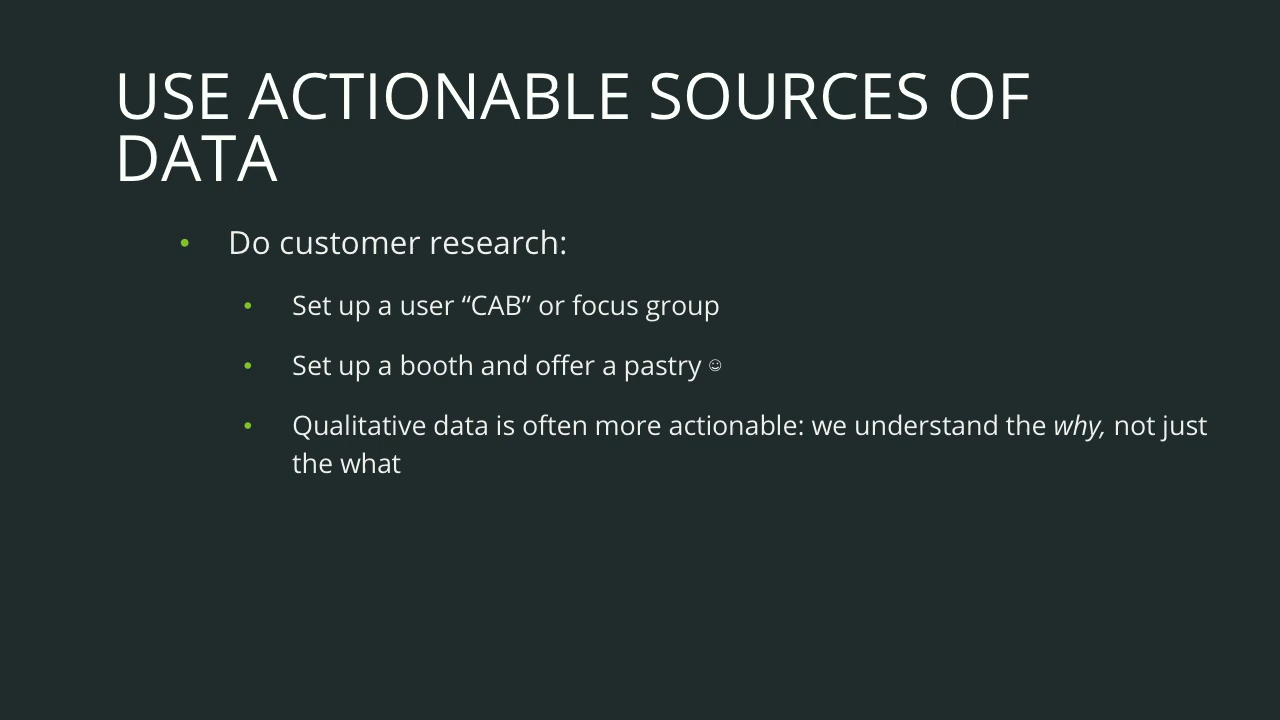 USE ACTIONABLE SOURCES OF
DATA
• Do customer research:
• Set up a user “CAB” or focus group
• Set up a booth and offer a pastry ☺
• Qualitative data is often more actionable: we understand the why, not just
the what